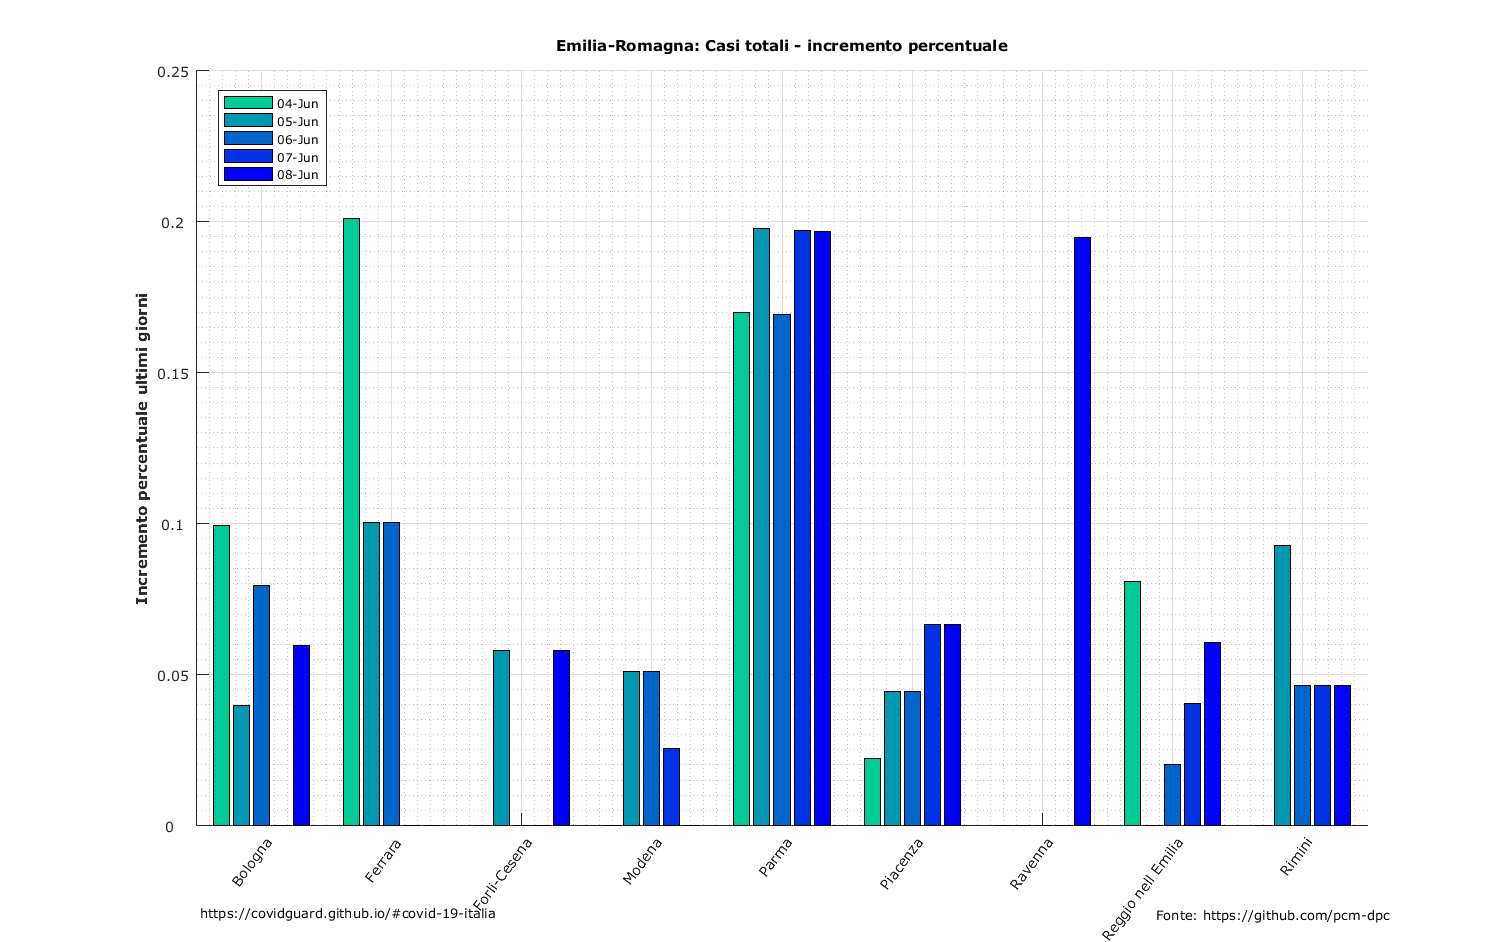 Emilia-Romagna: Casi totali - incremento percentuale
0.25
0.2
0.15
0.1
0.05
0
Incremento percentuale ultimi giorni
04-Jun
05-Jun
06-Jun
07-Jun
08-Jun
Bologna
Ferrara
Forlì-Cesena
Modena
Parma
Piacenza
Ravenna
Reggio nell Emilia
Rimini
https://covidguard.github.io/#covid-19-italia
Fonte: https://github.com/pcm-dpc